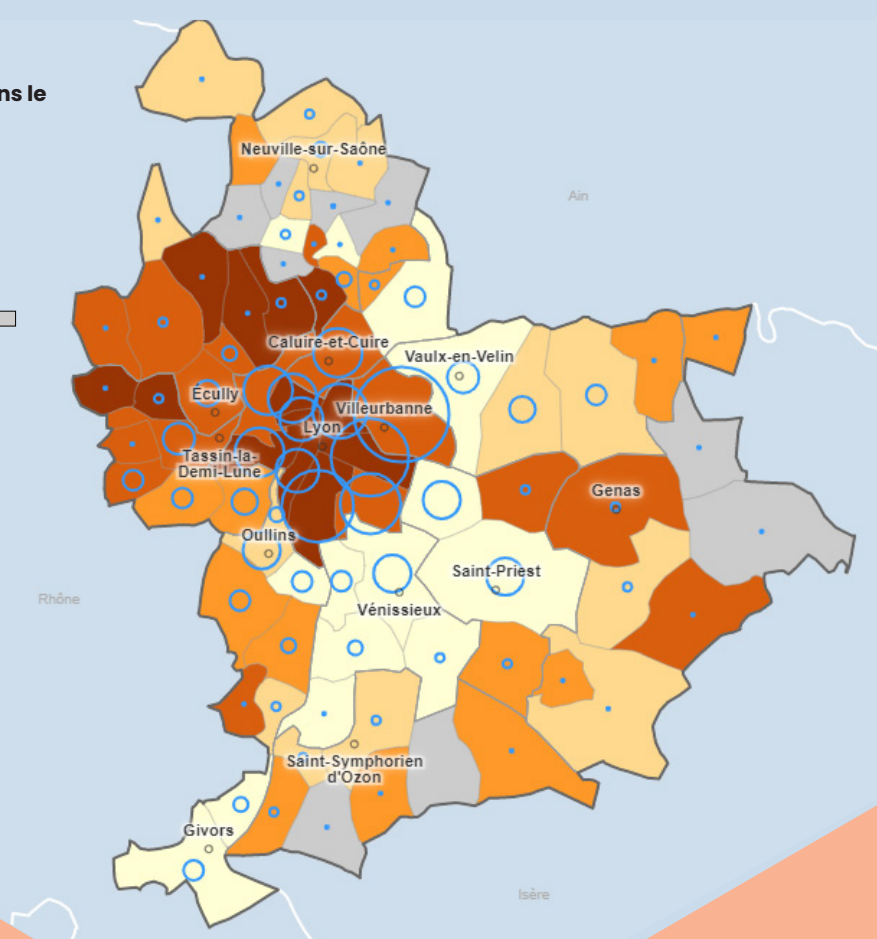 ns le
Neuville-sur-Saône
Ain
Caluire-et-Cuire
Vaulx-en-Velin
Écully
Villeurbanne
Lyon
Tassin-la-
Demi-Lune
Genas
Oullins
Saint-Priest
Rhône
Vénissieux
Saint-Symphorien
d'Ozon
Givors
Isère